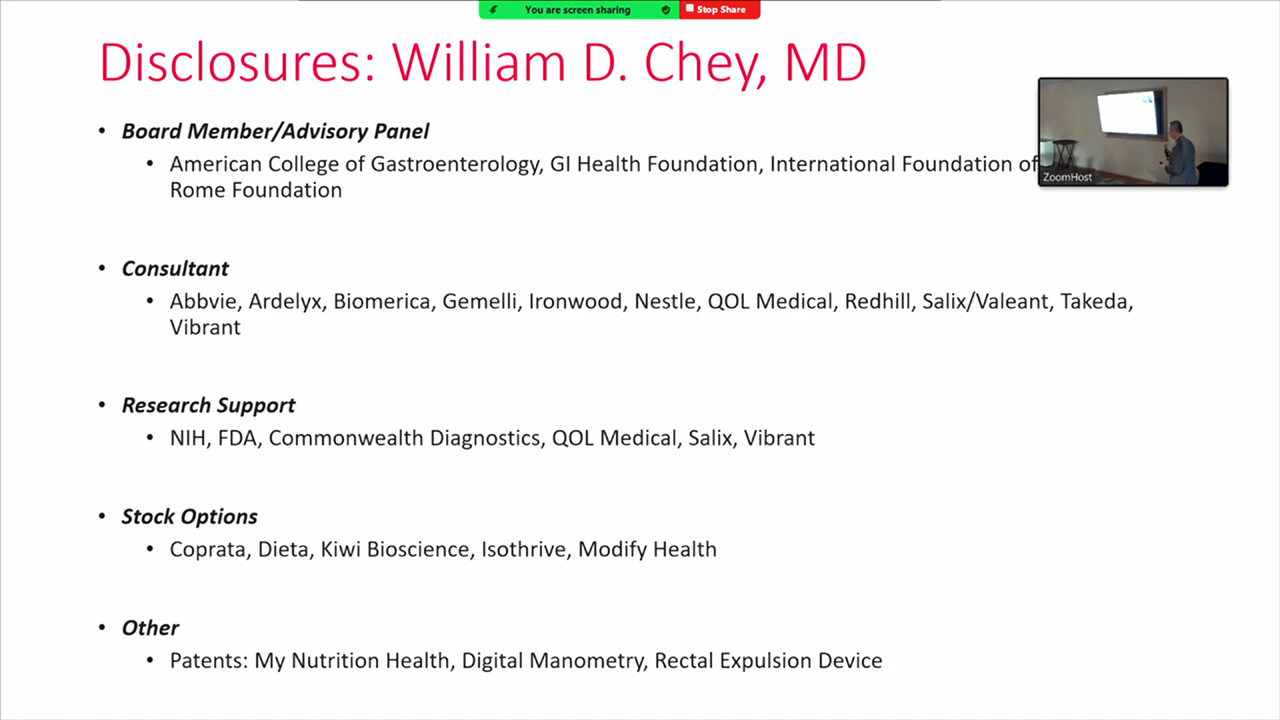 You are screen sharing
Stop Share
Disclosures: William D. Chey, MD
• Board Member/Advisory Panel
• American College of Gastroenterology, GI Health Foundation, International Foundation of
Rome Foundation
ZoomHost
• Consultant
• Abbvie, Ardelyx, Biomerica, Gemelli, Ironwood, Nestle, QOL Medical, Redhill, Salix/Valeant, Takeda,
Vibrant
• Research Support
• NIH, FDA, Commonwealth Diagnostics, QOL Medical, Salix, Vibrant
• Stock Options
• Coprata, Dieta, Kiwi Bioscience, Isothrive, Modify Health
• Other
• Patents: My Nutrition Health, Digital Manometry, Rectal Expulsion Device